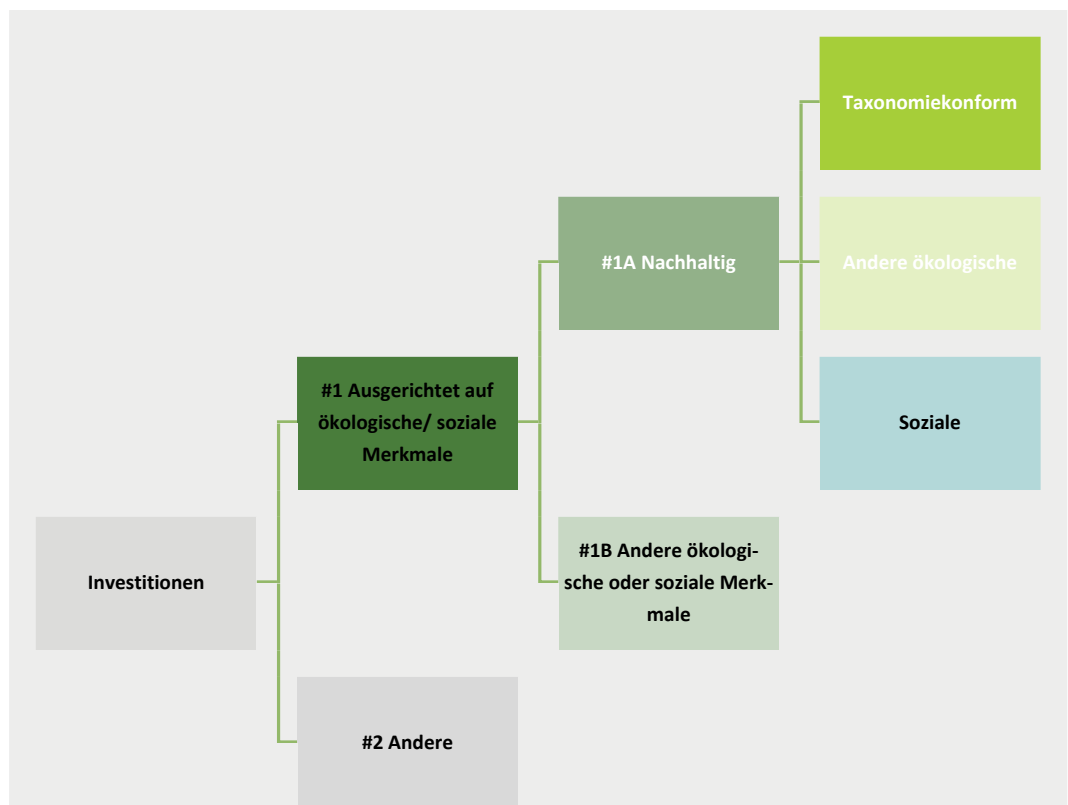 Taxonomiekonform
#1A Nachhaltig
Andere ökologische
#1 Ausgerichtet auf
ökologische/ soziale
Merkmale
Soziale
Investitionen
#1B Andere ökologi-
sche oder soziale Merk-
male
#2 Andere